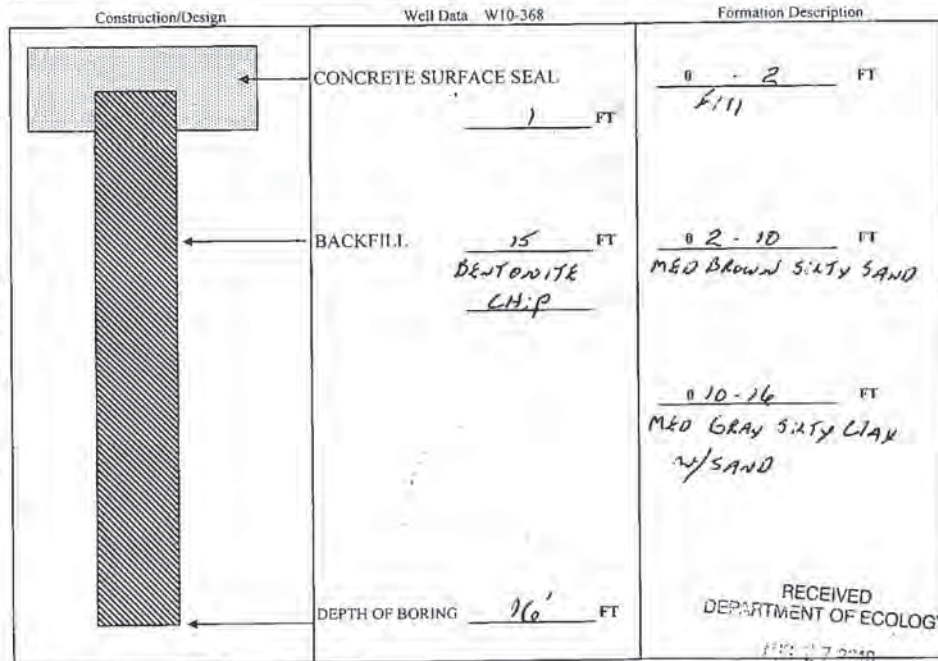 Construction/Design
Well Data W10-368
Formation Description
CONCRETE SURFACE SEAL
1 FT
0 - 2 FT
Fill
BACKFILL
15 FT
BENTONITE
CHIP
0 2 - 10 FT
MED BROWN SILTY SAND
0 10 - 16 FT
MED GRAY SILTY CLAY
W/SAND
DEPTH OF BORING 16' FT
RECEIVED
DEPARTMENT OF ECOLOGY